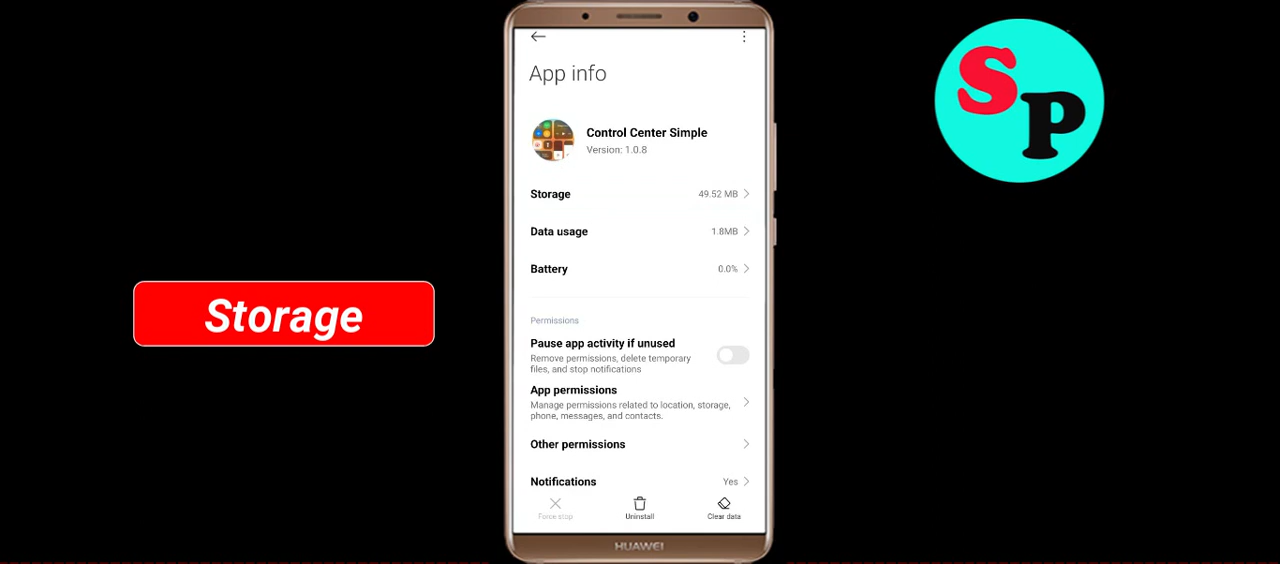 App info
Control Center Simple
Version: 1.0.8
Storage 49.52 MB
Data usage 1.8MB
Battery 0.0%
Permissions
Pause app activity if unused
Remove permissions, delete temporary
files, and stop notifications
App permissions
Manage permissions related to location, storage,
phone, messages, and contacts.
Other permissions
Notifications Yes
Force stop Uninstall Clear data
HUAWEI
Storage
SP